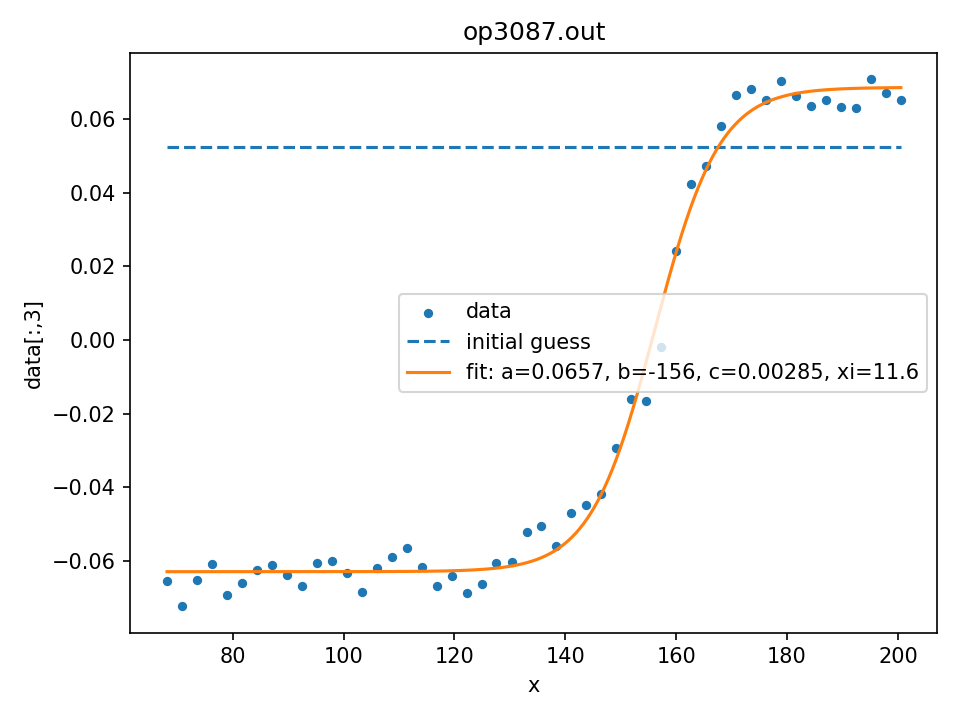 op3087.out
data[:,3]
0.06
0.04
0.02
0.00
−0.02
−0.04
−0.06
data
initial guess
fit: a=0.0657, b=-156, c=0.00285, xi=11.6
80 100 120 140 160 180 200
x